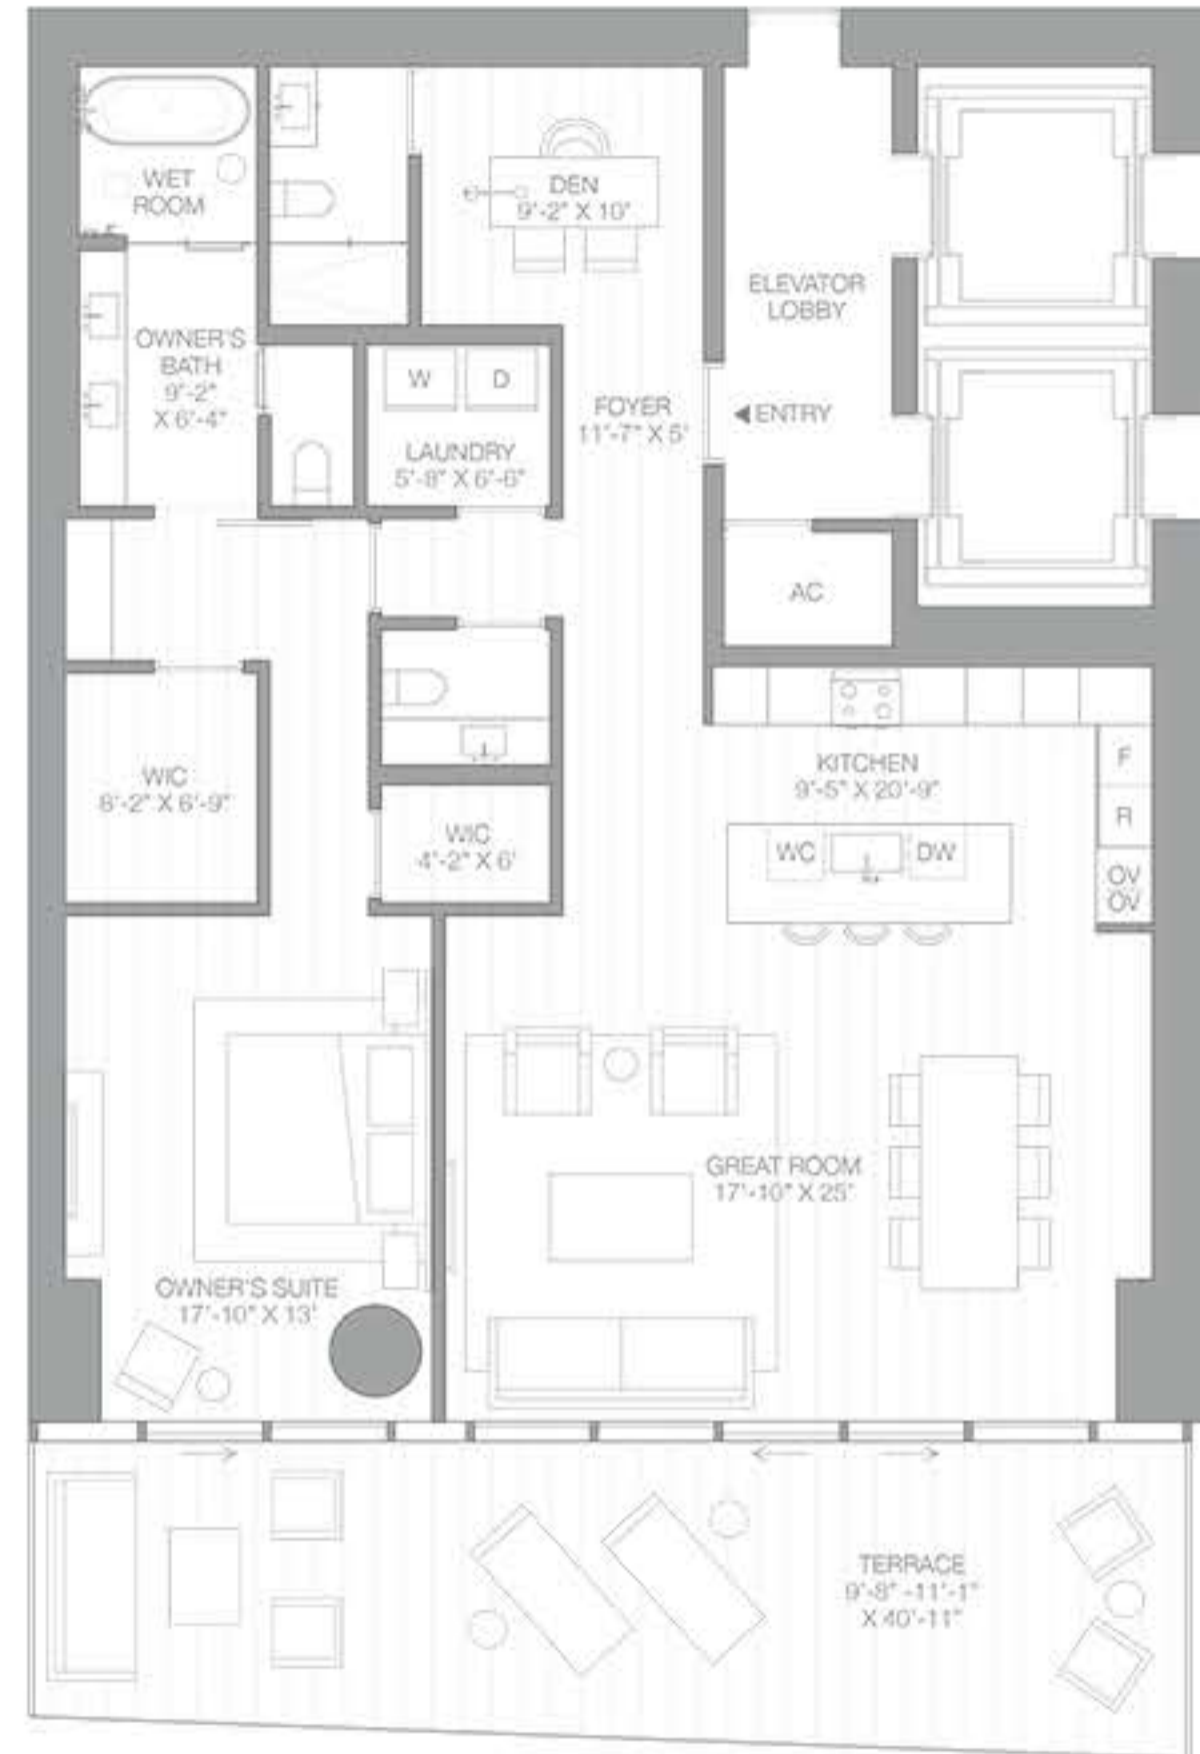 WET
ROOM
DEN
9'-2" X 10'
ELEVATOR
LOBBY
OWNER'S
BATH
9'-2"
X 6'-4"
W
D
LAUNDRY
5'-8" X 6'-6"
FOYER
11'-7" X 5'
ENTRY
AC
WIC
8'-2" X 6'-9"
WIC
4'-2" X 6'
KITCHEN
9'-5" X 20'-9"
F
R
OV
OV
WC
DW
GREAT ROOM
17'-10" X 25'
OWNER'S SUITE
17'-10" X 13'
TERRACE
9'-8" -11'-1"
X 40'-11"